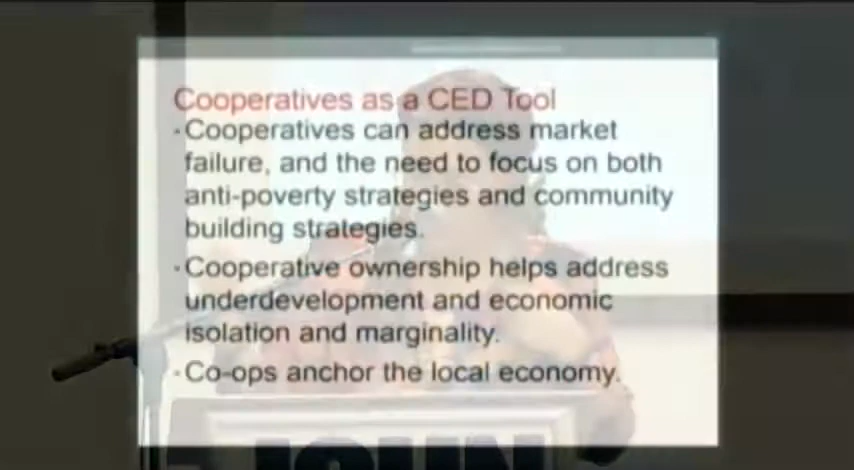 Cooperatives as a CED Tool
·Cooperatives can address market
failure, and the need to focus on both
anti-poverty strategies and community
building strategies.
·Cooperative ownership helps address
underdevelopment and economic
isolation and marginality.
·Co-ops anchor the local economy.
JOHN